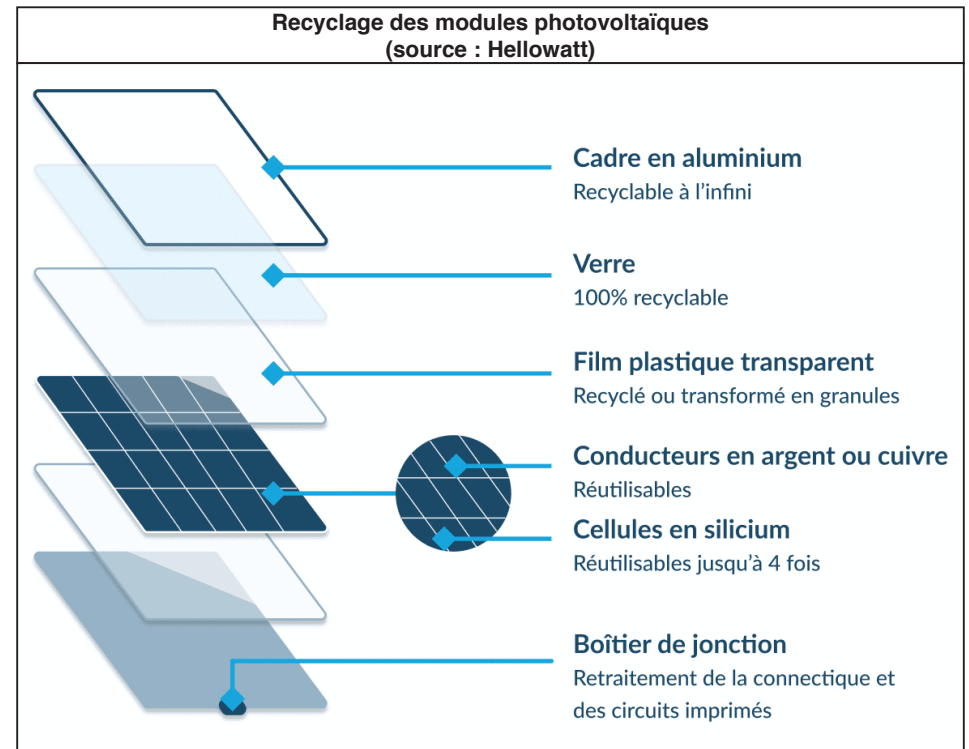 Recyclage des modules photovoltaïques
(source : Hellowatt)
Cadre en aluminium
Recyclable à l’infini
Verre
100% recyclable
Film plastique transparent
Recyclé ou transformé en granules
Conducteurs en argent ou cuivre
Réutilisables
Cellules en silicium
Réutilisables jusqu’à 4 fois
Boîtier de jonction
Retraitement de la connectique et
des circuits imprimés